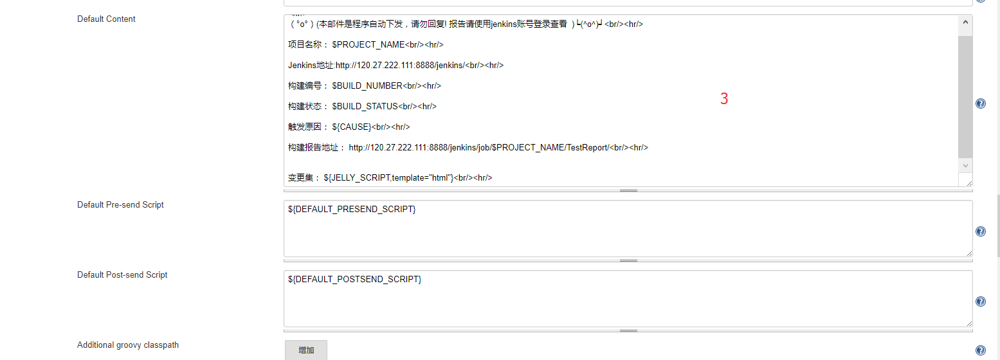 Default Content
( °o° ) (本邮件是程序自动下发，请勿回复! 报告请使用jenkins账号登录查看 ) ┗(^o^)┛<br/><hr/>
项目名称： $PROJECT_NAME<br/><hr/>
Jenkins地址:http://120.27.222.111:8888/jenkins/<br/><hr/>
构建编号： $BUILD_NUMBER<br/><hr/>
构建状态： $BUILD_STATUS<br/><hr/>
3
触发原因： ${CAUSE}<br/><hr/>
构建报告地址： http://120.27.222.111:8888/jenkins/job/$PROJECT_NAME/TestReport/<br/><hr/>
变更集： ${JELLY_SCRIPT,template="html"}<br/><hr/>
Default Pre-send Script
${DEFAULT_PRESEND_SCRIPT}
Default Post-send Script
${DEFAULT_POSTSEND_SCRIPT}
Additional groovy classpath
增加